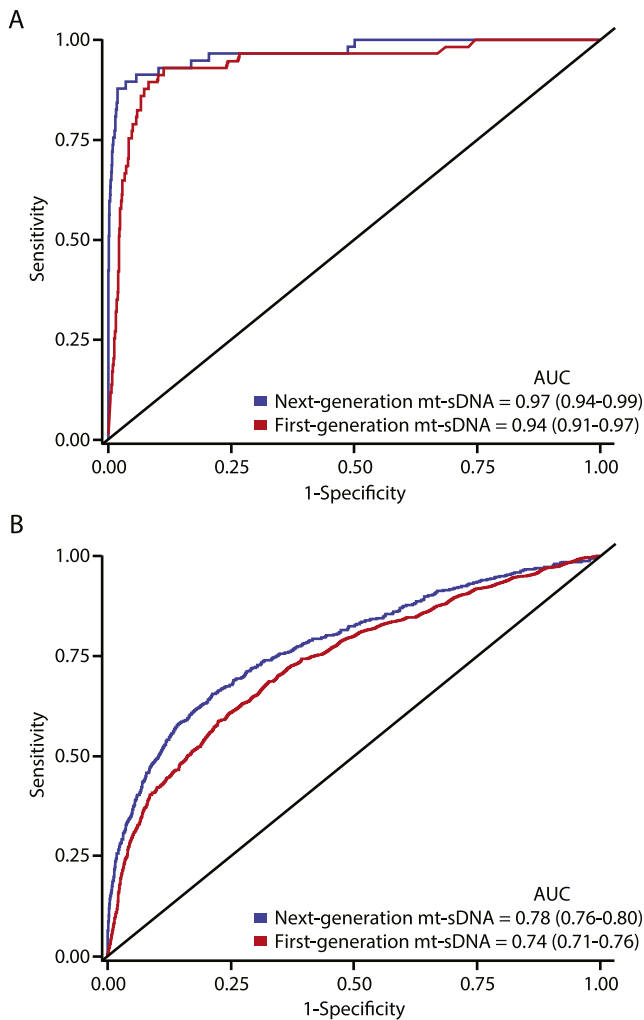 A
1.00
0.75
0.50
0.25
0.00
Sensitivity
AUC
Next-generation mt-sDNA = 0.97 (0.94-0.99)
First-generation mt-sDNA = 0.94 (0.91-0.97)
0.00 0.25 0.50 0.75 1.00
1-Specificity
B
1.00
0.75
0.50
0.25
0.00
Sensitivity
AUC
Next-generation mt-sDNA = 0.78 (0.76-0.80)
First-generation mt-sDNA = 0.74 (0.71-0.76)
0.00 0.25 0.50 0.75 1.00
1-Specificity